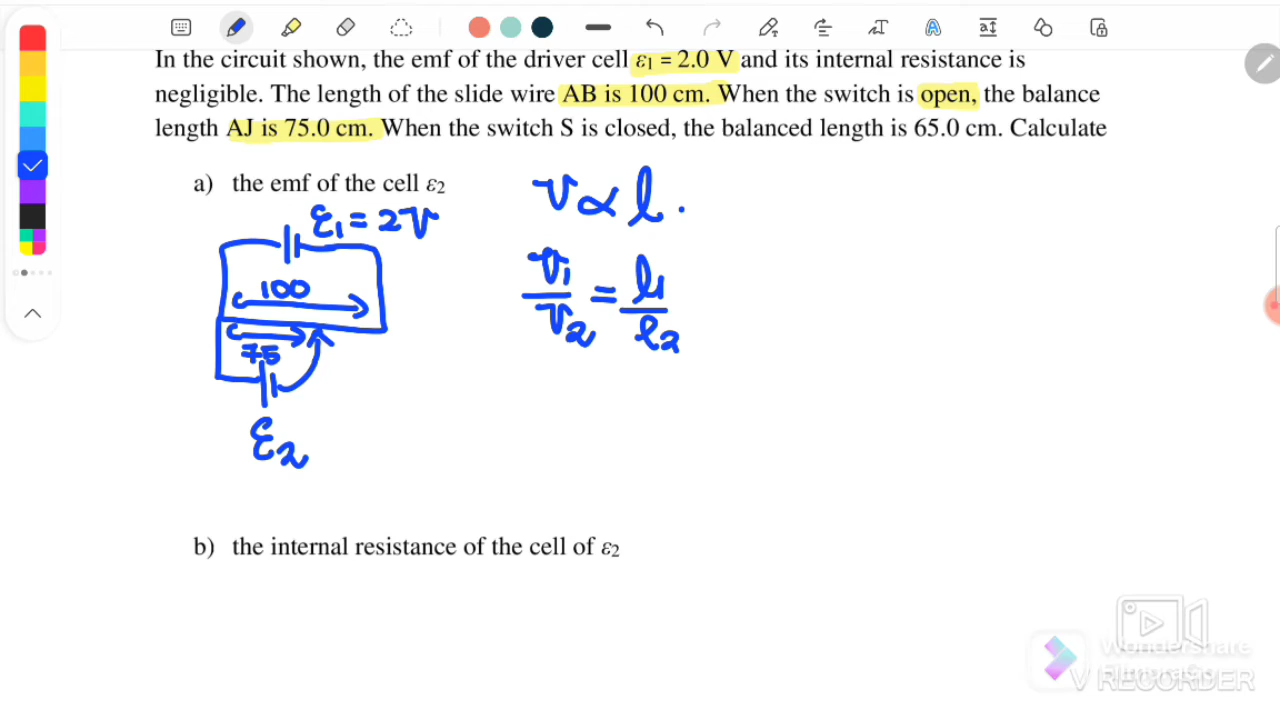 In the circuit shown, the emf of the driver cell ε1 = 2.0 V and its internal resistance is
negligible. The length of the slide wire AB is 100 cm. When the switch is open, the balance
length AJ is 75.0 cm. When the switch S is closed, the balanced length is 65.0 cm. Calculate
a) the emf of the cell ε2
V ∝ l.
ε1 = 2V
V1/V2 = l1/l2
100
75
ε2
b) the internal resistance of the cell of ε2
Wondershare
FilmoraGo
V RECORDER